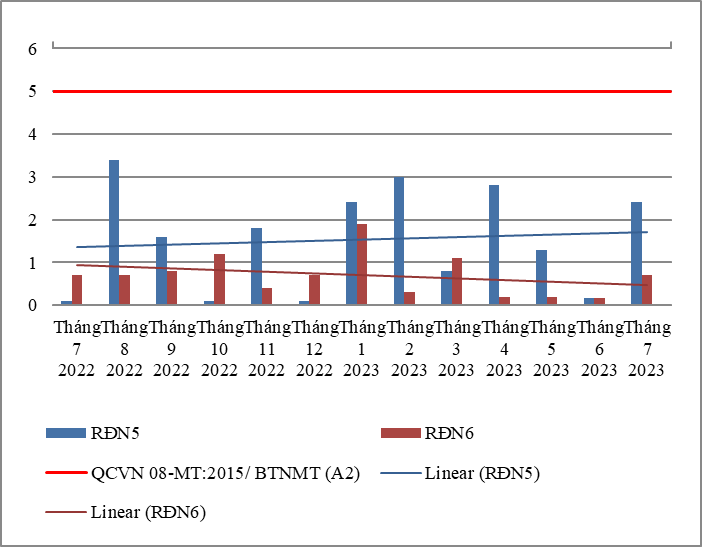 6
5
4
3
2
1
0
Tháng Tháng Tháng Tháng Tháng Tháng Tháng Tháng Tháng Tháng Tháng Tháng Tháng
7 8 9 10 11 12 1 2 3 4 5 6 7
2022 2022 2022 2022 2022 2022 2023 2023 2023 2023 2023 2023 2023
RĐN5 RĐN6
QCVN 08-MT:2015/ BTNMT (A2) Linear (RĐN5)
Linear (RĐN6)